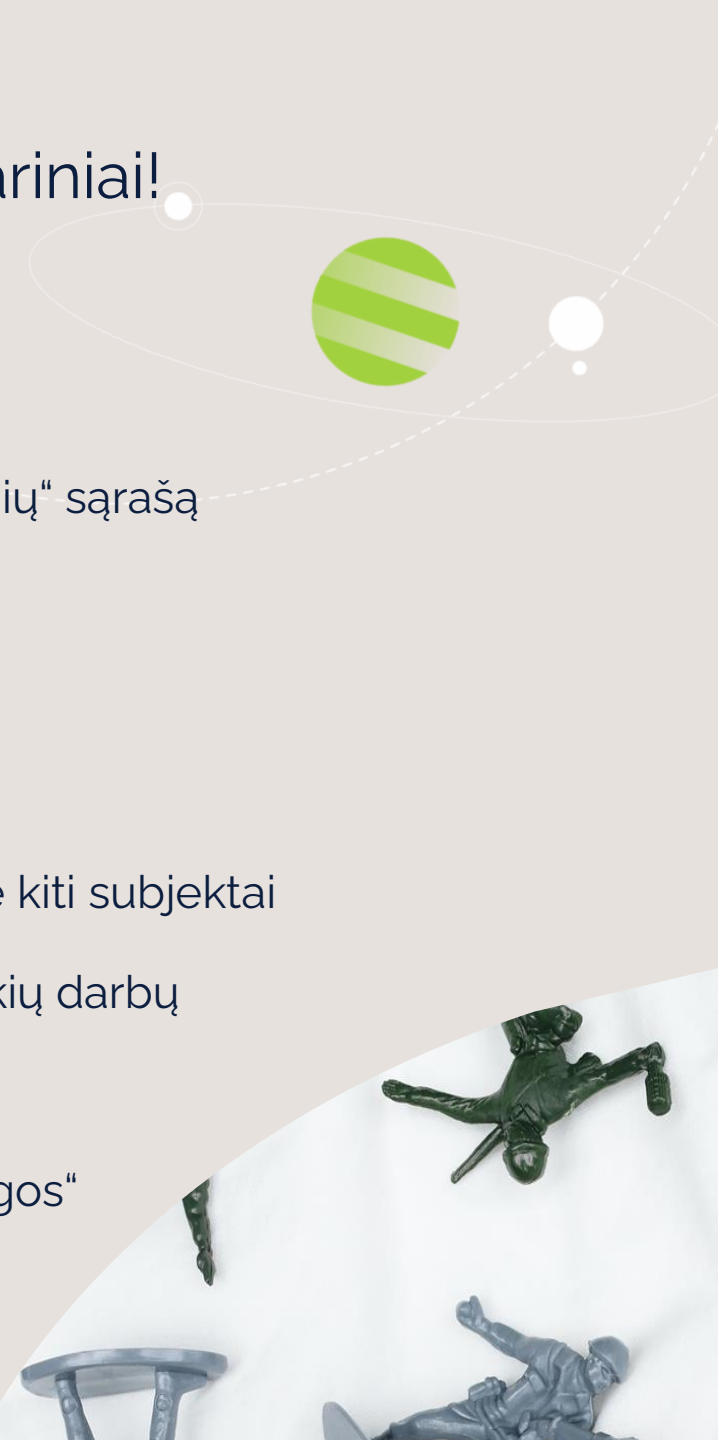 ariniai!
ių“ sąrašą
kiti subjektai
kių darbų
gos“